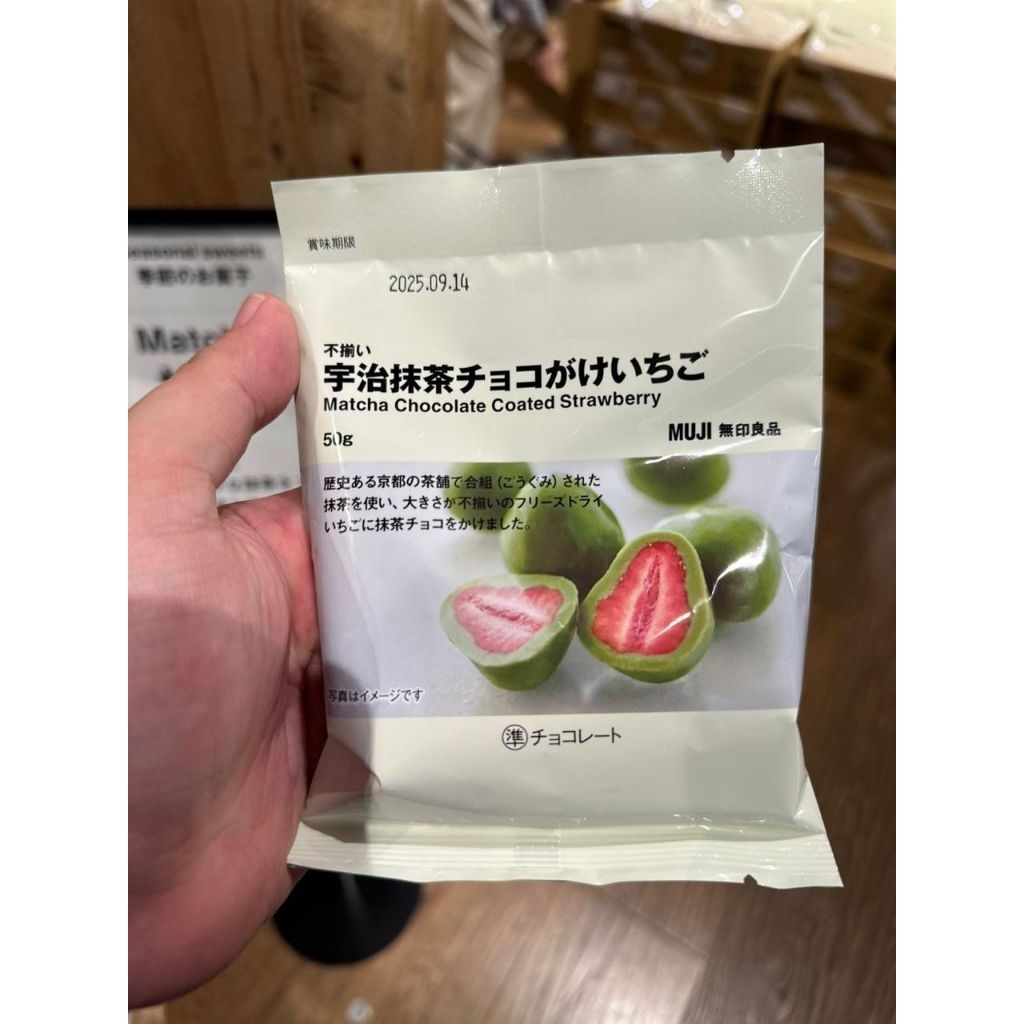 seasonal sweets
季節のお菓子
賞味期限
2025.09.14
不揃い
宇治抹茶チョコがけいちご
Matcha Chocolate Coated Strawberry
50g
MUJI 無印良品
歴史ある京都の茶舗で合組(ごうぐみ)された
抹茶を使い、大きさが不揃いのフリーズドライ
いちごに抹茶チョコをかけました。
写真はイメージです
準チョコレート